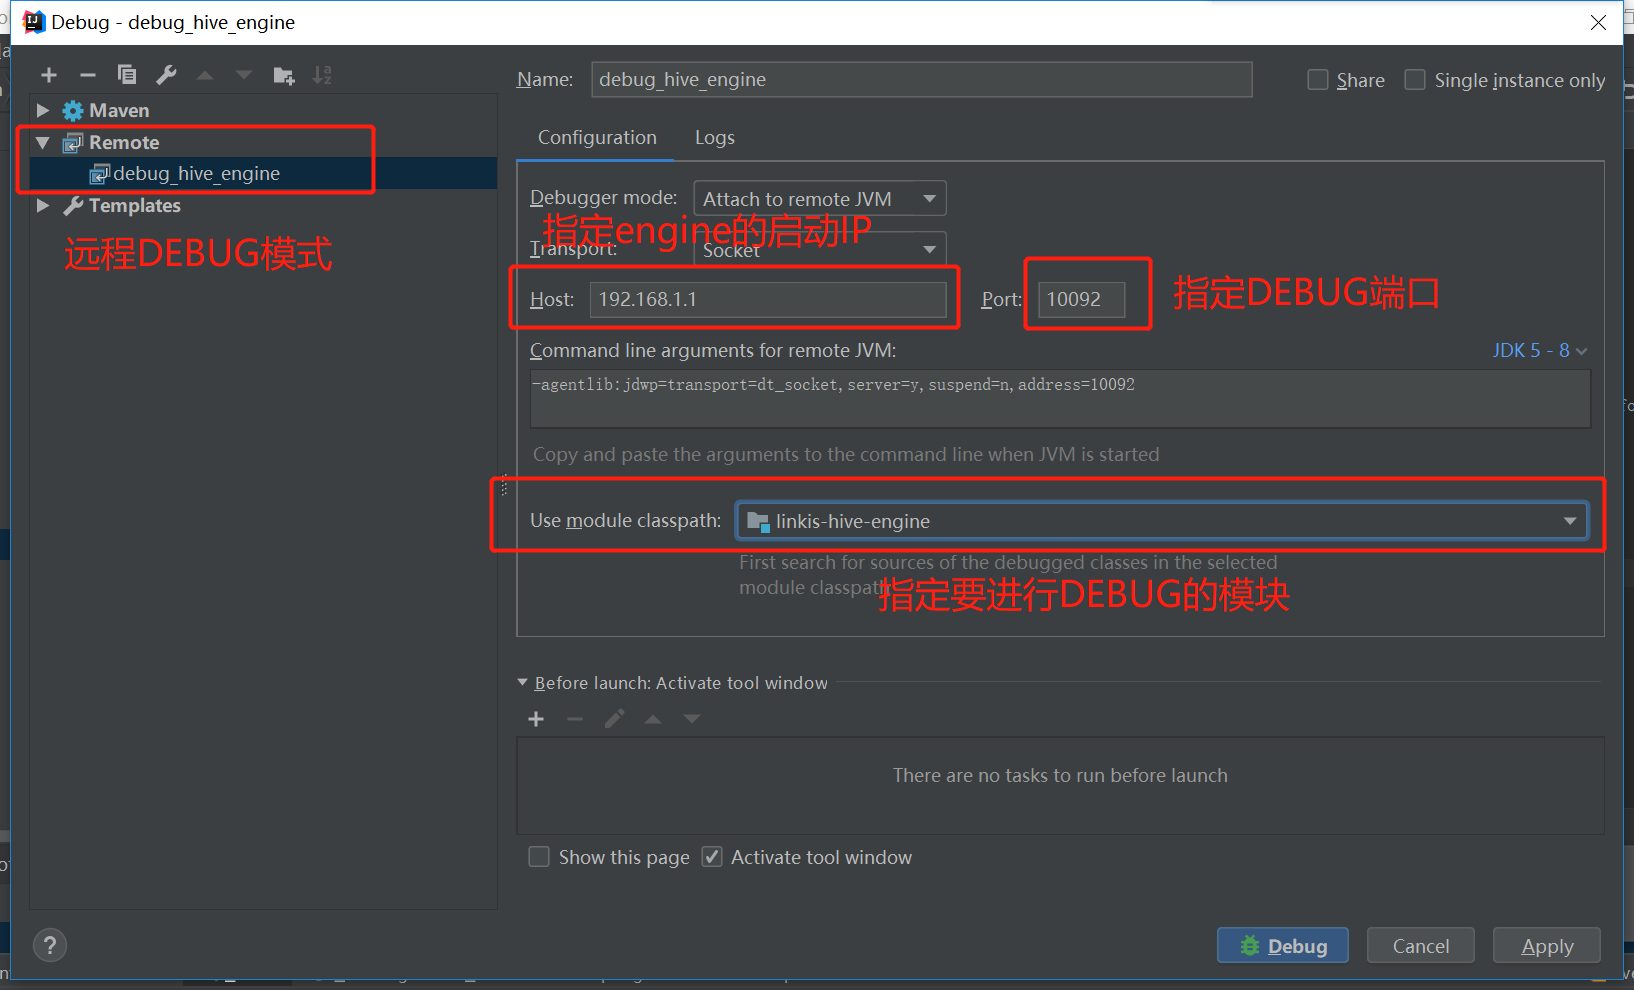 Debug - debug_hive_engine
Name: debug_hive_engine
Share
Single instance only
Maven
Remote
debug_hive_engine
Templates
远程DEBUG模式
Configuration Logs
Debugger mode: Attach to remote JVM
指定engine的启动IP
Transport: Socket
Host: 192.168.1.1
Port: 10092
指定DEBUG端口
Command line arguments for remote JVM:
JDK 5 - 8
-agentlib:jdwp=transport=dt_socket,server=y,suspend=n,address=10092
Copy and paste the arguments to the command line when JVM is started
Use module classpath: linkis-hive-engine
First search for sources of the debugged classes in the selected
module classpath
指定要进行DEBUG的模块
Before launch: Activate tool window
There are no tasks to run before launch
Show this page
Activate tool window
?
Debug
Cancel
Apply